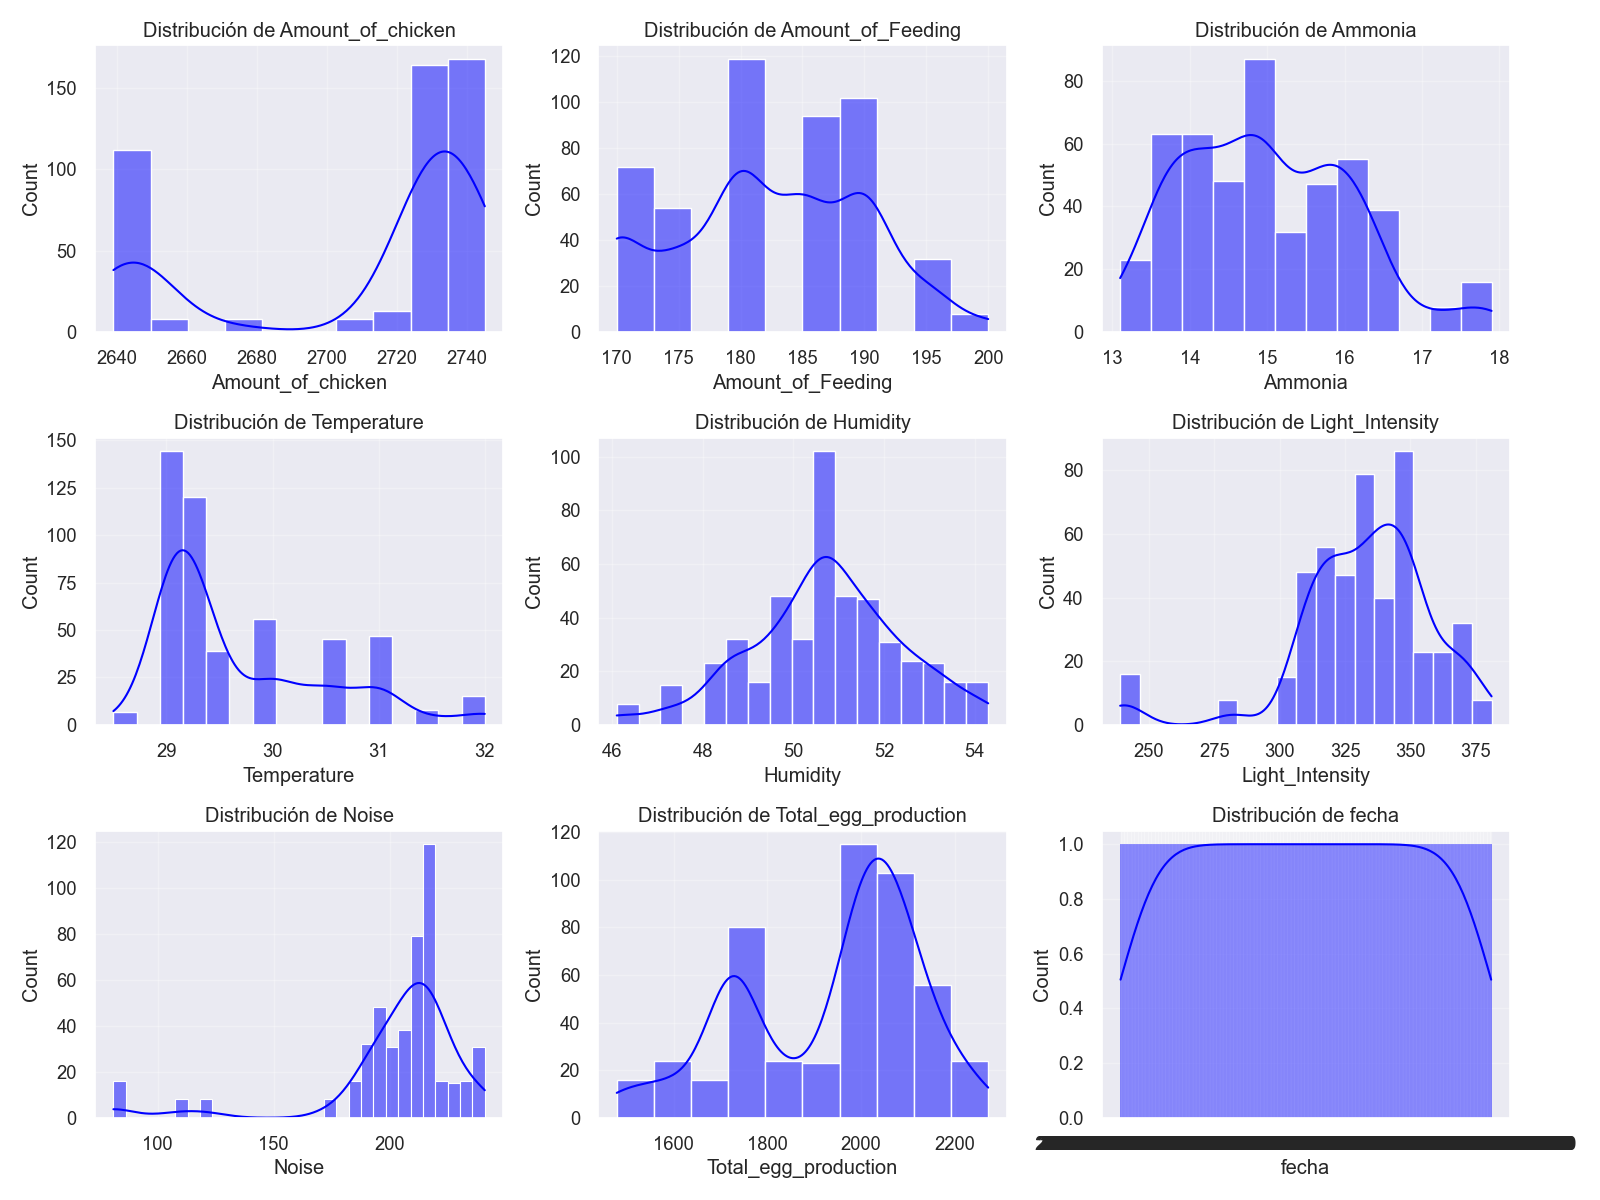 Distribución de Amount_of_chicken
Count
150
100
50
0
2640 2660 2680 2700 2720 2740
Amount_of_chicken
Distribución de Amount_of_Feeding
Count
120
100
80
60
40
20
0
170 175 180 185 190 195 200
Amount_of_Feeding
Distribución de Ammonia
Count
80
60
40
20
0
13 14 15 16 17 18
Ammonia
Distribución de Temperature
Count
150
125
100
75
50
25
0
29 30 31 32
Temperature
Distribución de Humidity
Count
100
80
60
40
20
0
46 48 50 52 54
Humidity
Distribución de Light_Intensity
Count
80
60
40
20
0
250 275 300 325 350 375
Light_Intensity
Distribución de Noise
Count
120
100
80
60
40
20
0
100 150 200
Noise
Distribución de Total_egg_production
Count
120
100
80
60
40
20
0
1600 1800 2000 2200
Total_egg_production
Distribución de fecha
Count
1.0
0.8
0.6
0.4
0.2
0.0
fecha